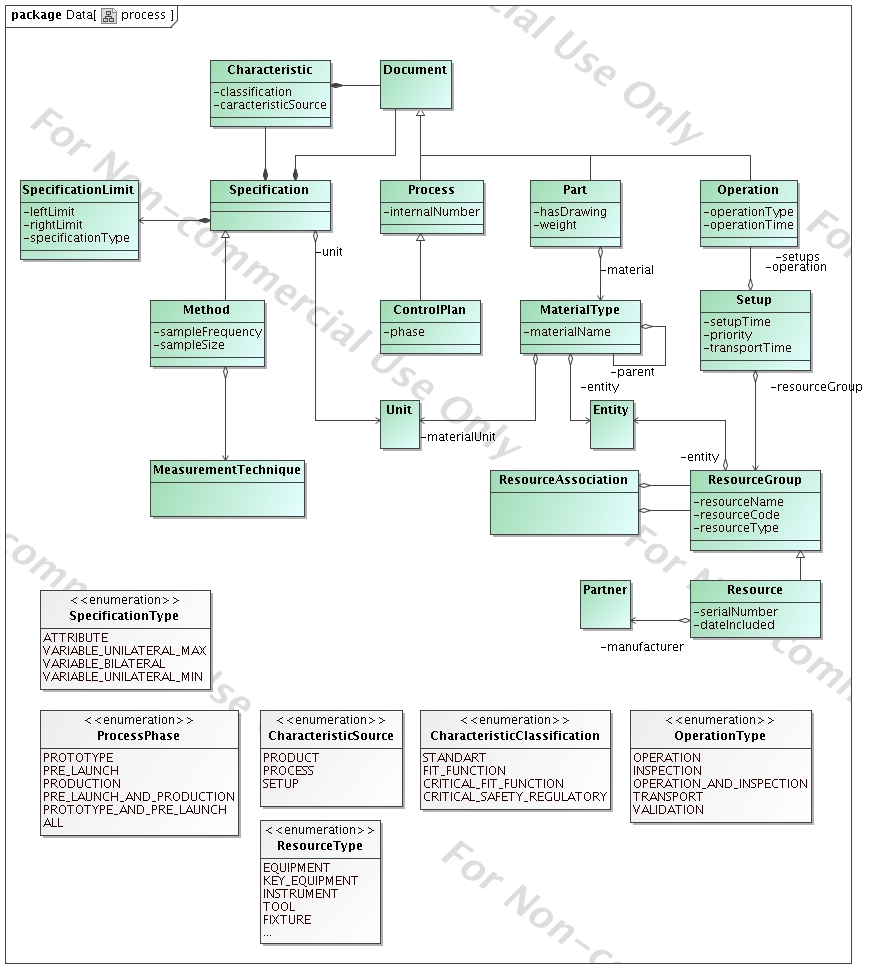 package Data[ process ]
For Non-commercial Use Only
Characteristic
-classification
-caracteristicSource
Document
SpecificationLimit
-leftLimit
-rightLimit
-specificationType
Specification
-unit
Process
-internalNumber
Part
-hasDrawing
-weight
Operation
-operationType
-operationTime
-setups
-operation
-material
Method
-sampleFrequency
-sampleSize
ControlPlan
-phase
MaterialType
-materialName
-parent
-entity
Setup
-setupTime
-priority
-transportTime
-resourceGroup
Unit
-materialUnit
Entity
-entity
MeasurementTechnique
ResourceAssociation
ResourceGroup
-resourceName
-resourceCode
-resourceType
Partner
-manufacturer
Resource
-serialNumber
-dateIncluded
<<enumeration>>
SpecificationType
ATTRIBUTE
VARIABLE_UNILATERAL_MAX
VARIABLE_BILATERAL
VARIABLE_UNILATERAL_MIN
<<enumeration>>
ProcessPhase
PROTOTYPE
PRE_LAUNCH
PRODUCTION
PRE_LAUNCH_AND_PRODUCTION
PROTOTYPE_AND_PRE_LAUNCH
ALL
<<enumeration>>
CharacteristicSource
PRODUCT
PROCESS
SETUP
<<enumeration>>
CharacteristicClassification
STANDART
FIT_FUNCTION
CRITICAL_FIT_FUNCTION
CRITICAL_SAFETY_REGULATORY
<<enumeration>>
OperationType
OPERATION
INSPECTION
OPERATION_AND_INSPECTION
TRANSPORT
VALIDATION
<<enumeration>>
ResourceType
EQUIPMENT
KEY_EQUIPMENT
INSTRUMENT
TOOL
FIXTURE
...